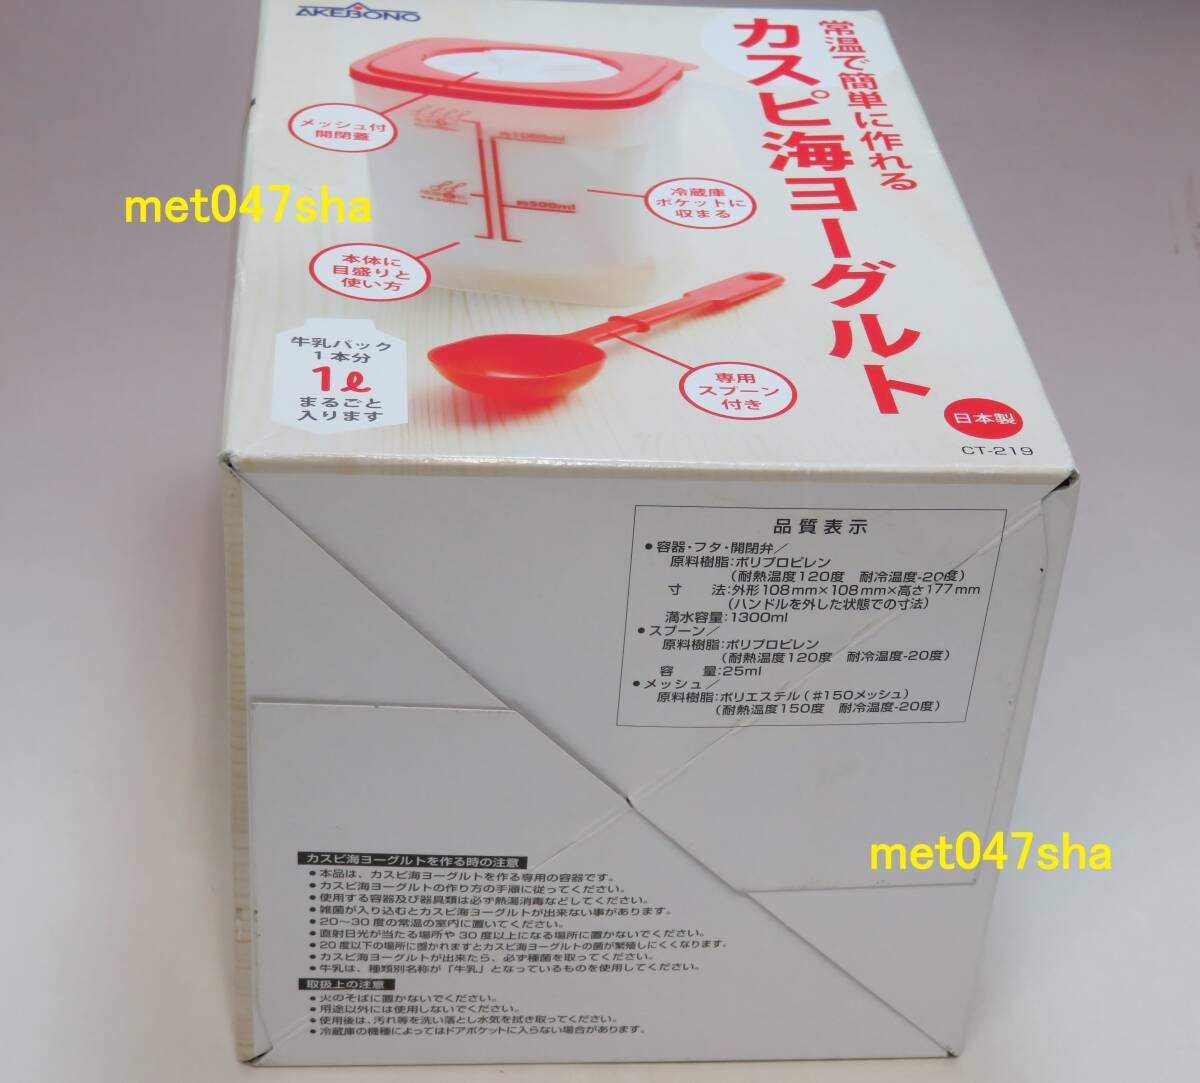 AKEBONO
常温で簡単に作れる
カスピ海ヨーグルト
メッシュ付
開閉蓋
約1000ml
約500ml
冷蔵庫
ポケットに
収まる
本体に
目盛りと
使い方
牛乳パック
1本分
1ℓ
まるごと
入ります
専用
スプーン
付き
日本製
CT-219
met047sha
品質表示
●容器・フタ・開閉弁／
原料樹脂:ポリプロピレン
(耐熱温度120度 耐冷温度-20度)
寸 法:外形108mm×108mm×高さ177mm
(ハンドルを外した状態での寸法)
満水容量:1300ml
●スプーン／
原料樹脂:ポリプロピレン
(耐熱温度120度 耐冷温度-20度)
容 量:25ml
●メッシュ／
原料樹脂:ポリエステル(#150メッシュ)
(耐熱温度150度 耐冷温度-20度)
met047sha
カスピ海ヨーグルトを作る時の注意
●本品は、カスピ海ヨーグルトを作る専用の容器です。
●カスピ海ヨーグルトの作り方の手順に従ってください。
●使用する容器及び器具類は必ず熱湯消毒などしてください。
●雑菌が入り込むとカスピ海ヨーグルトが出来ない事があります。
●20～30度の常温の室内に置いてください。
●直射日光が当たる場所や30度以上になる場所に置かないでください。
●20度以下の場所に置かれますとカスピ海ヨーグルトの菌が繁殖しにくくなります。
●カスピ海ヨーグルトが出来たら、必ず種菌を取ってください。
●牛乳は、種類別名称が「牛乳」となっているものを使用してください。
取扱上の注意
●火のそばに置かないでください。
●用途以外には使用しないでください。
●使用後は、汚れ等を洗い落とし水気を拭き取ってください。
●冷蔵庫の機種によってはドアポケットに入らない場合があります。